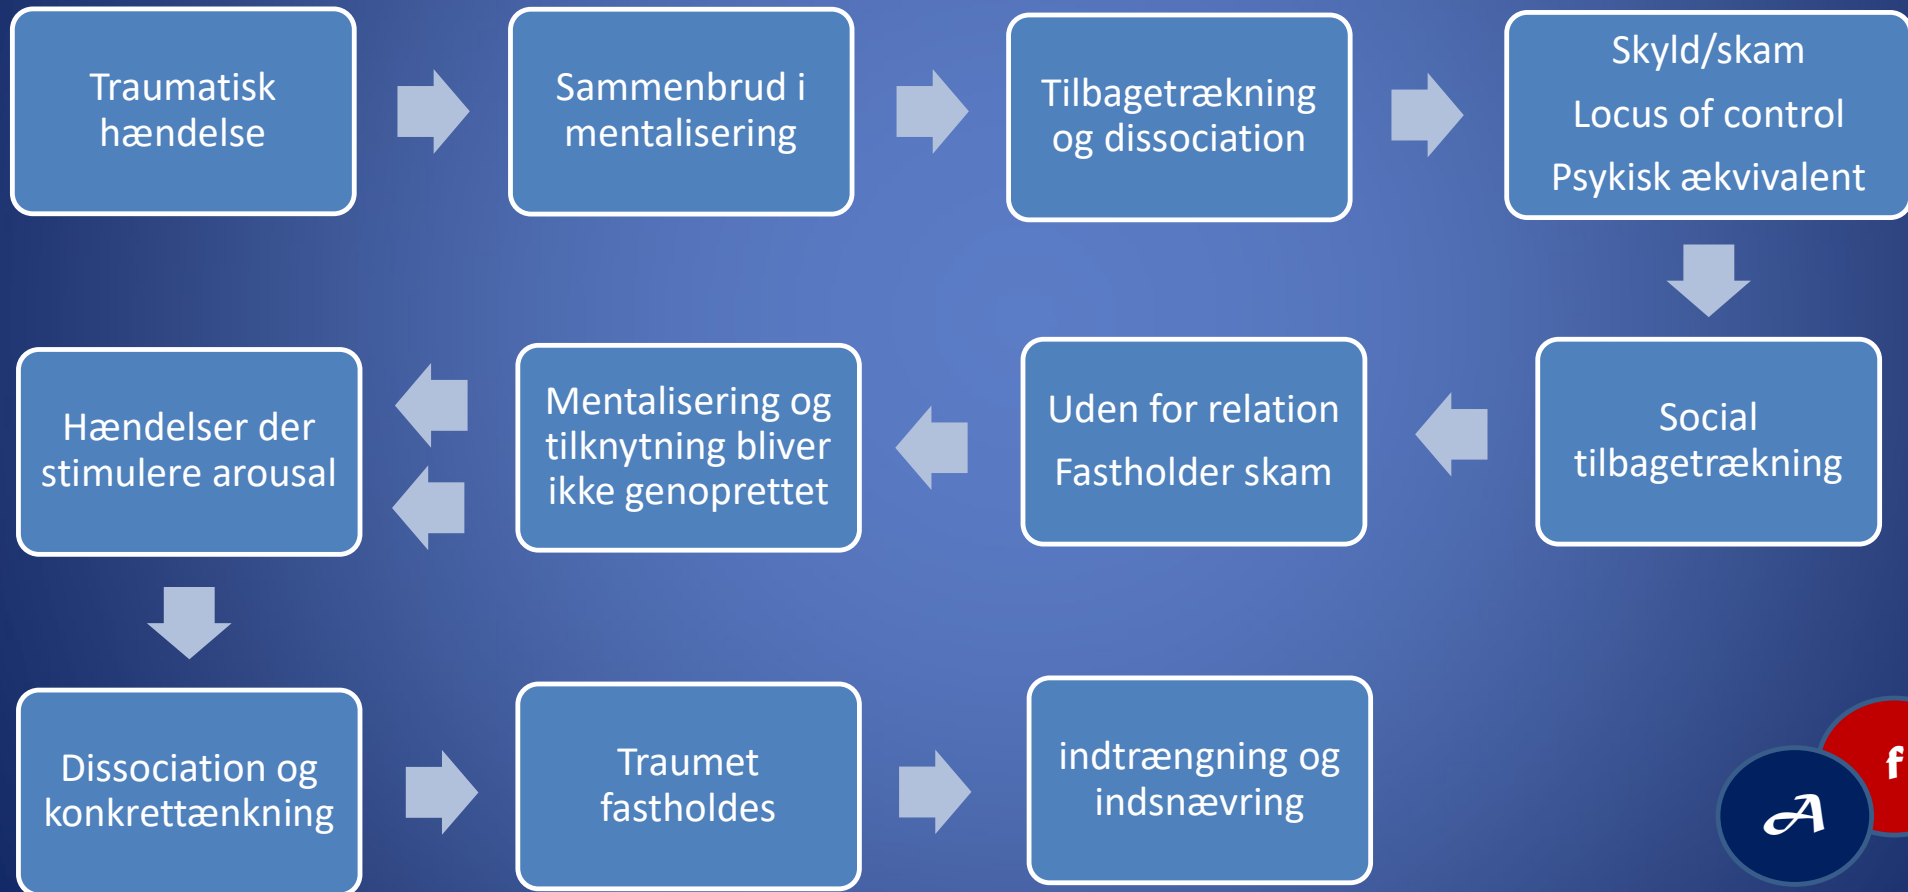 Traumatisk
hændelse
Sammenbrud i
mentalisering
Tilbagetrækning
og dissociation
Skyld/skam
Locus of control
Psykisk ækvivalent
Social
tilbagetrækning
Uden for relation
Fastholder skam
Mentalisering og
tilknytning bliver
ikke genoprettet
Hændelser der
stimulere arousal
Dissociation og
konkrettænkning
Traumet
fastholdes
indtrængning og
indsnævring
f
A